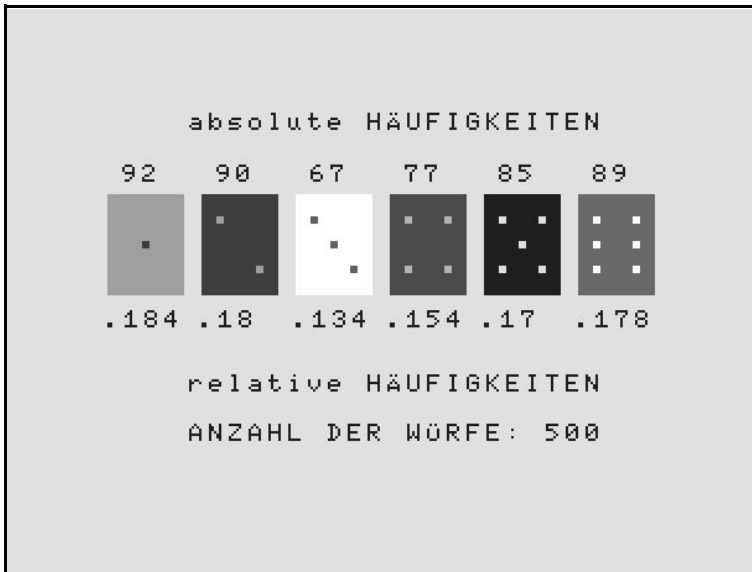 absolute HÄUFIGKEITEN
92 90 67 77 85 89
.184 .18 .134 .154 .17 .178
relative HÄUFIGKEITEN
ANZAHL DER WÜRFE: 500